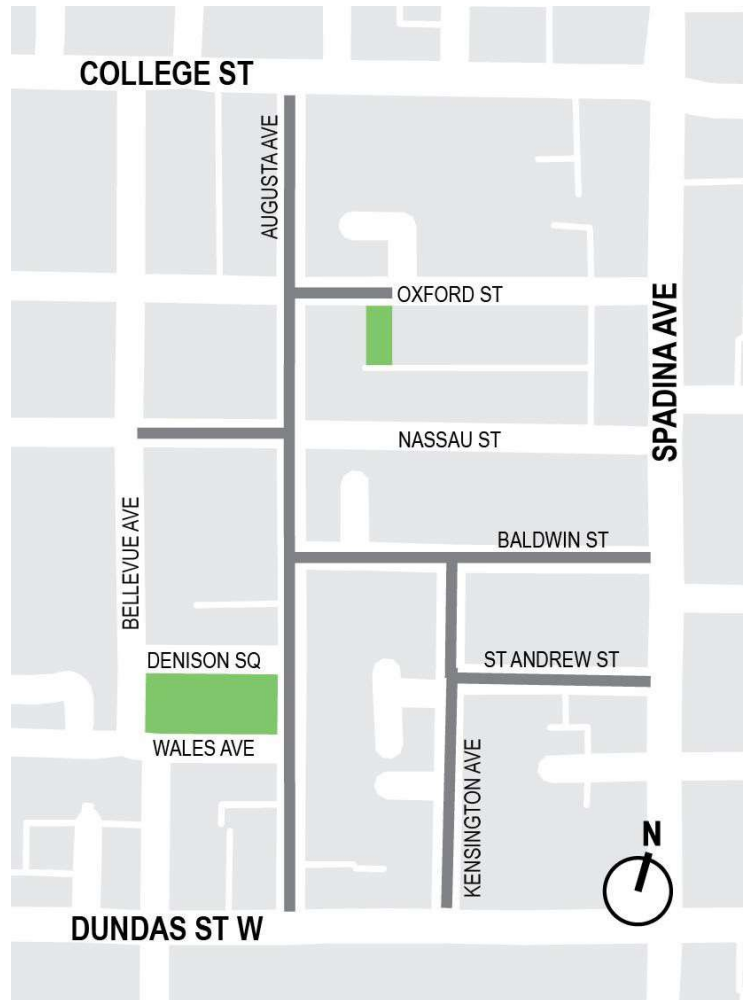 COLLEGE ST
AUGUSTA AVE
OXFORD ST
SPADINA AVE
NASSAU ST
BELLEVUE AVE
BALDWIN ST
DENISON SQ
ST ANDREW ST
WALES AVE
KENSINGTON AVE
N
DUNDAS ST W